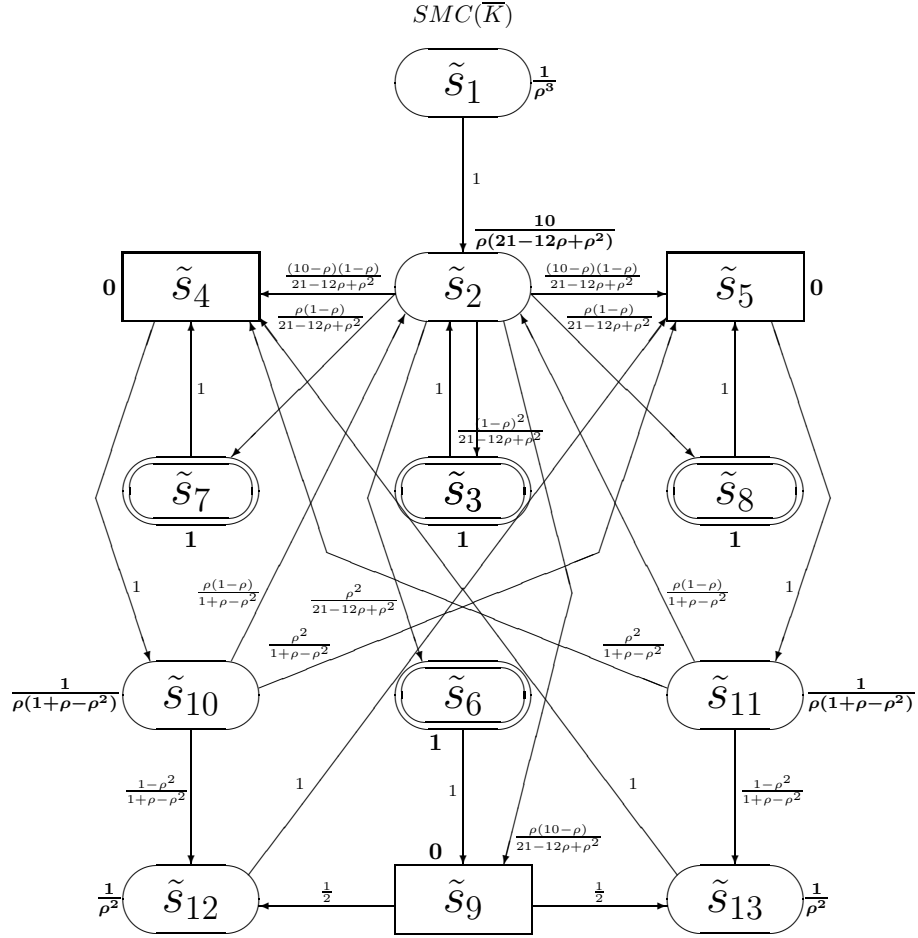 SMC(K̅)
s̃₁ 1/ρ³
1
10/(ρ(21−12ρ+ρ²))
0 s̃₄ (10−ρ)(1−ρ)/(21−12ρ+ρ²) s̃₂ (10−ρ)(1−ρ)/(21−12ρ+ρ²) s̃₅ 0
ρ(1−ρ)/(21−12ρ+ρ²) ρ(1−ρ)/(21−12ρ+ρ²)
1 1 1
(1−ρ)²/(21−12ρ+ρ²)
s̃₇ s̃₃ s̃₈
1 1 1
1 ρ(1−ρ)/(1+ρ−ρ²) ρ²/(21−12ρ+ρ²) ρ(1−ρ)/(1+ρ−ρ²) 1
ρ²/(1+ρ−ρ²) ρ²/(1+ρ−ρ²)
1/(ρ(1+ρ−ρ²)) s̃₁₀ s̃₆ s̃₁₁ 1/(ρ(1+ρ−ρ²))
1
(1−ρ²)/(1+ρ−ρ²) 1 1 1 (1−ρ²)/(1+ρ−ρ²)
0 ρ(10−ρ)/(21−12ρ+ρ²)
1/ρ² s̃₁₂ 1/2 s̃₉ 1/2 s̃₁₃ 1/ρ²